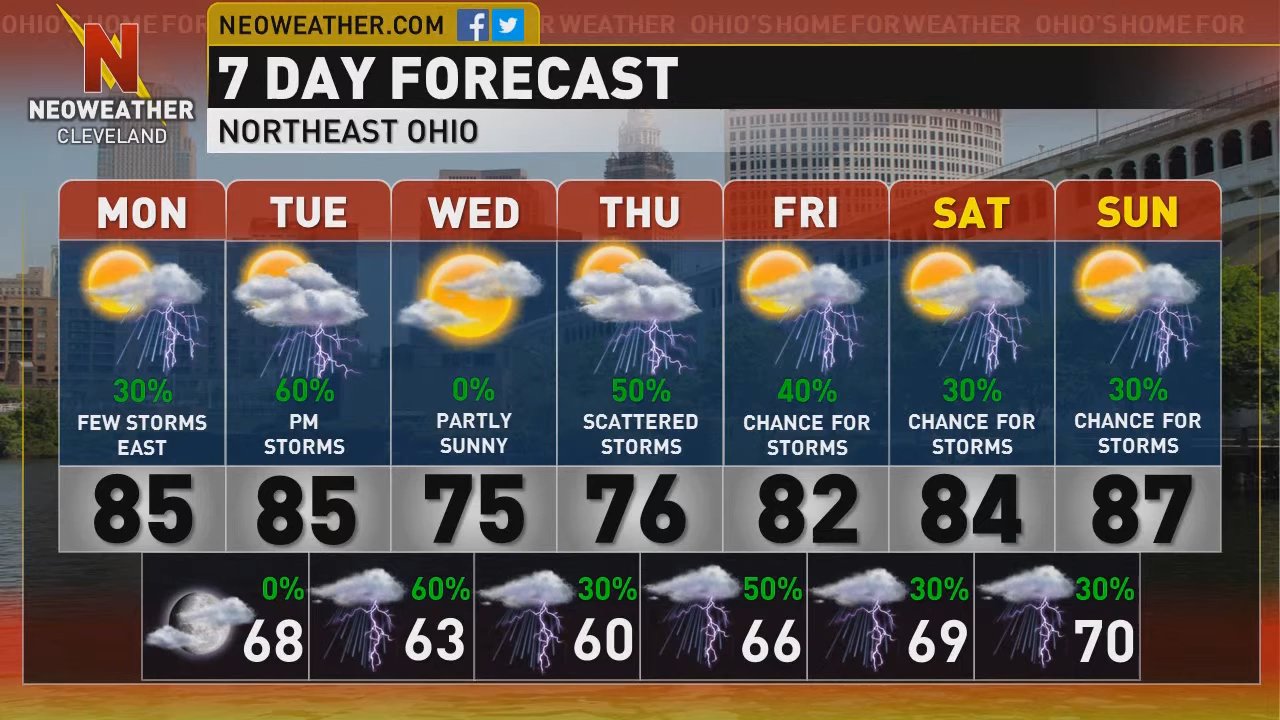 OHIO'S HOME FOR WEATHER OHIO'S HOME FOR WEATHER OHIO'S HOME FOR
NEOWEATHER.COM
N
NEOWEATHER
CLEVELAND
7 DAY FORECAST
NORTHEAST OHIO
MON TUE WED THU FRI SAT SUN
30% 60% 0% 50% 40% 30% 30%
FEW STORMS PM PARTLY SCATTERED CHANCE FOR CHANCE FOR CHANCE FOR
EAST STORMS SUNNY STORMS STORMS STORMS STORMS
85 85 75 76 82 84 87
0% 60% 30% 50% 30% 30%
68 63 60 66 69 70